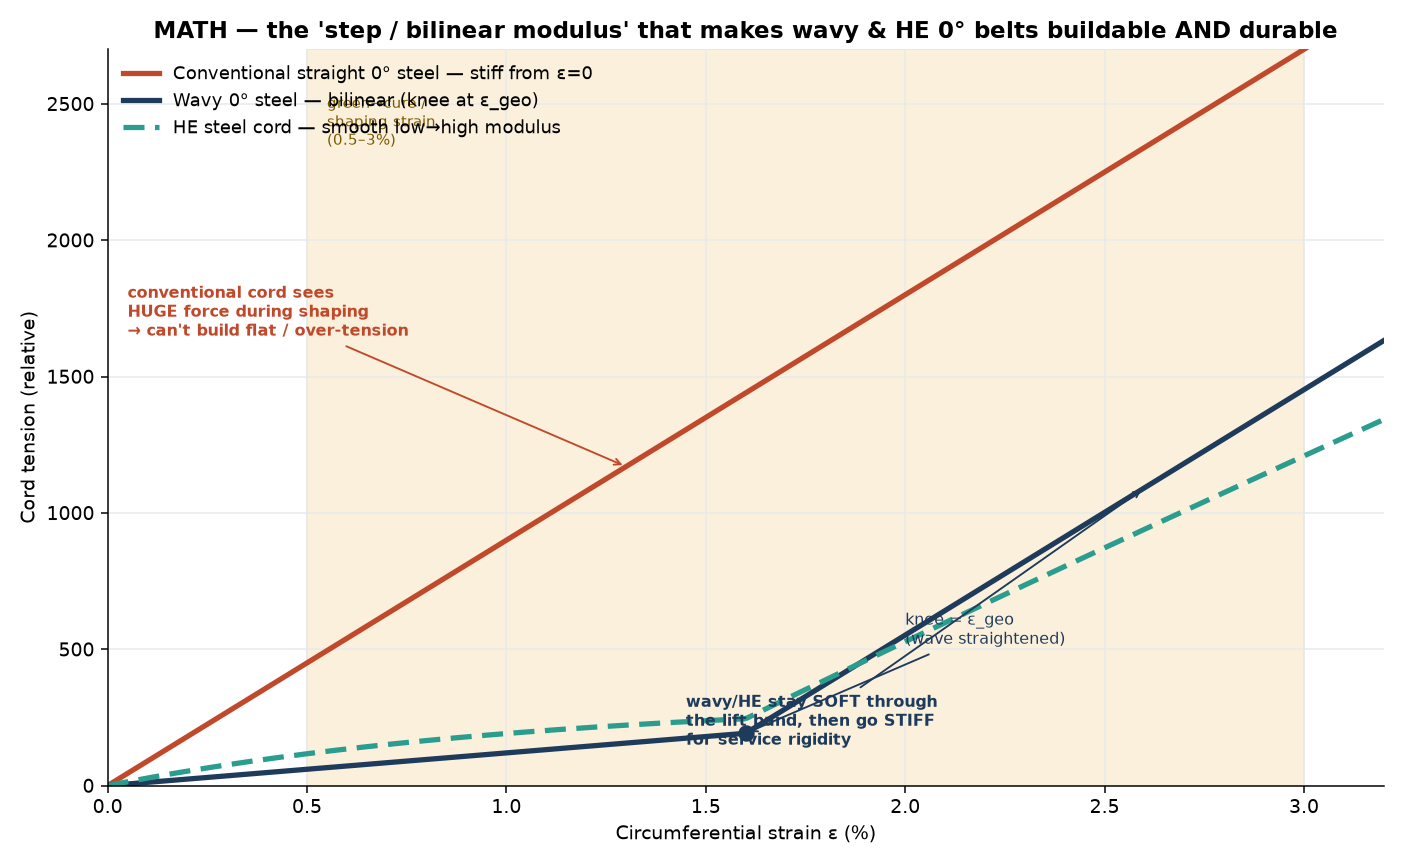 MATH — the 'step / bilinear modulus' that makes wavy & HE 0° belts buildable AND durable
Conventional straight 0° steel — stiff from ε=0
Wavy 0° steel — bilinear (knee at ε_geo)
HE steel cord — smooth low→high modulus
shaping strain
(0.5–3%)
conventional cord sees
HUGE force during shaping
→ can't build flat / over-tension
knee = ε_geo
(wave straightened)
wavy/HE stay SOFT through
the lift band, then go STIFF
for service rigidity
Cord tension (relative)
2500
2000
1500
1000
500
0
0.0
0.5
1.0
1.5
2.0
2.5
3.0
Circumferential strain ε (%)